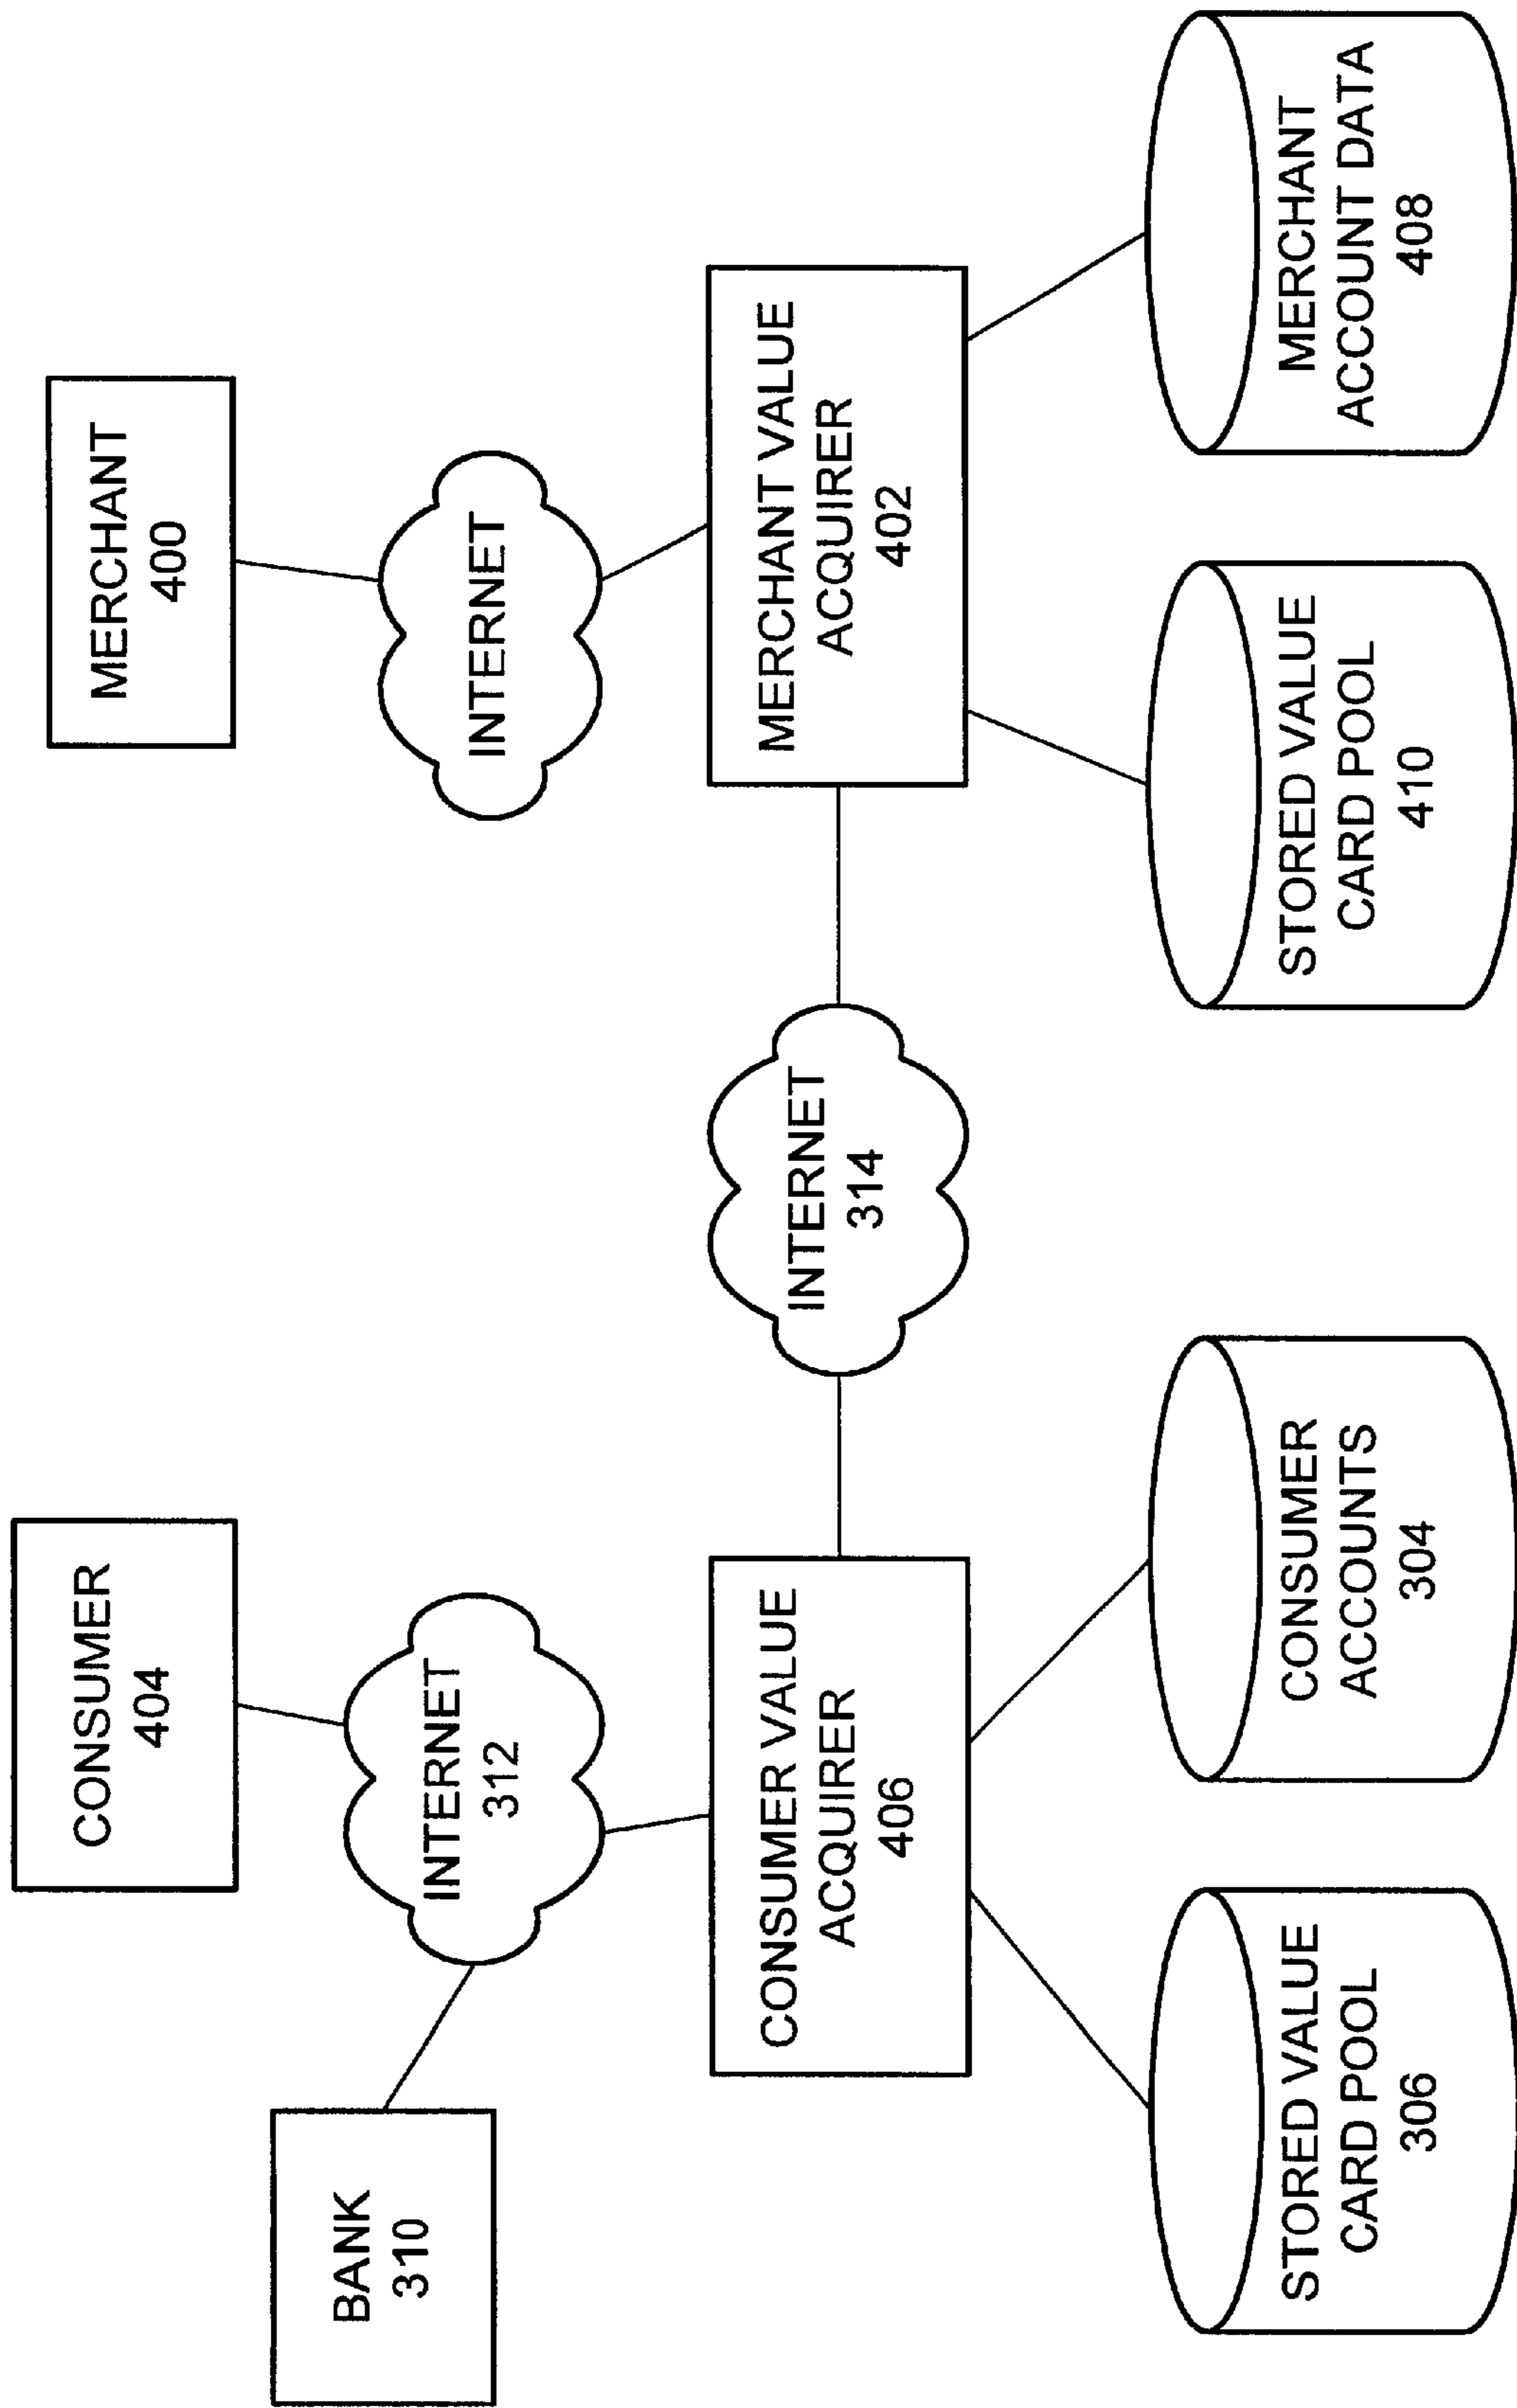 CONSUMER
404
MERCHANT
400
BANK
310
INTERNET
312
INTERNET
CONSUMER VALUE
ACQUIRER
406
INTERNET
314
MERCHANT VALUE
ACQUIRER
402
STORED VALUE
CARD POOL
306
CONSUMER
ACCOUNTS
304
STORED VALUE
CARD POOL
410
MERCHANT
ACCOUNT DATA
408